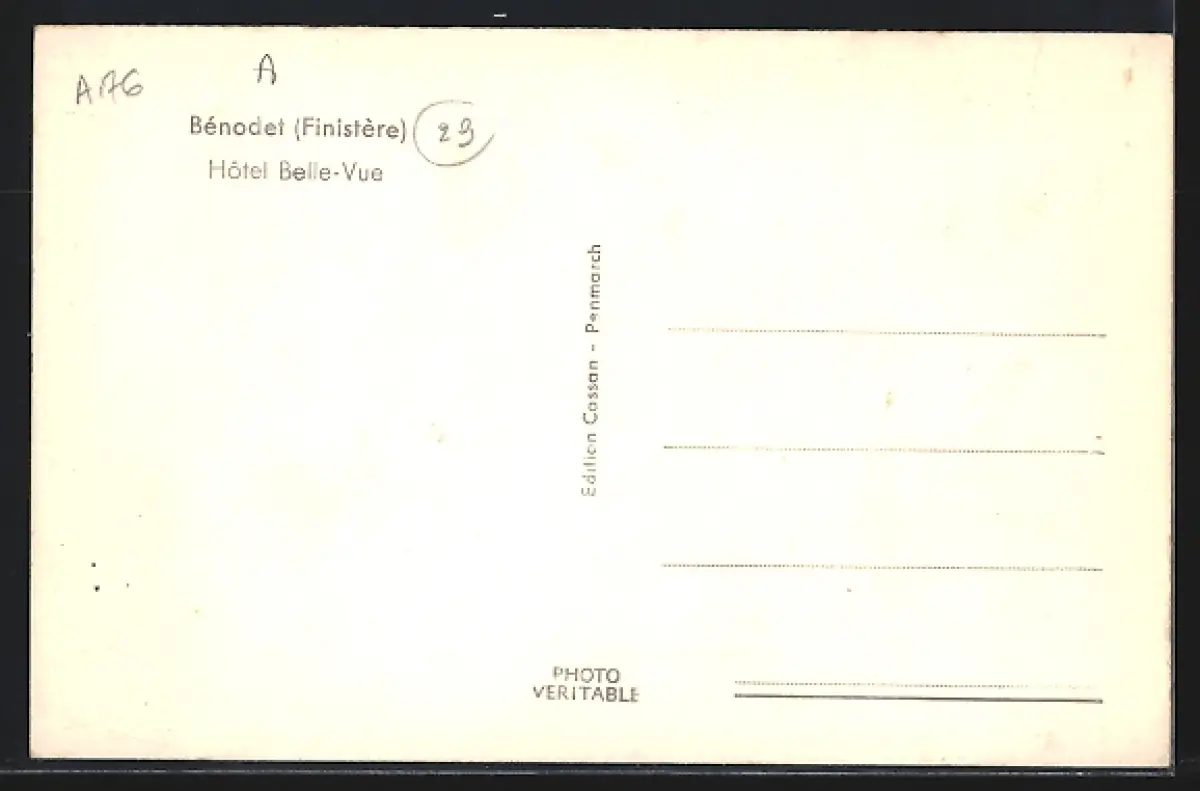 A176
A
Bénodet (Finistère) 29
Hôtel Belle-Vue
Edition Cassan - Penmarch
PHOTO
VERITABLE